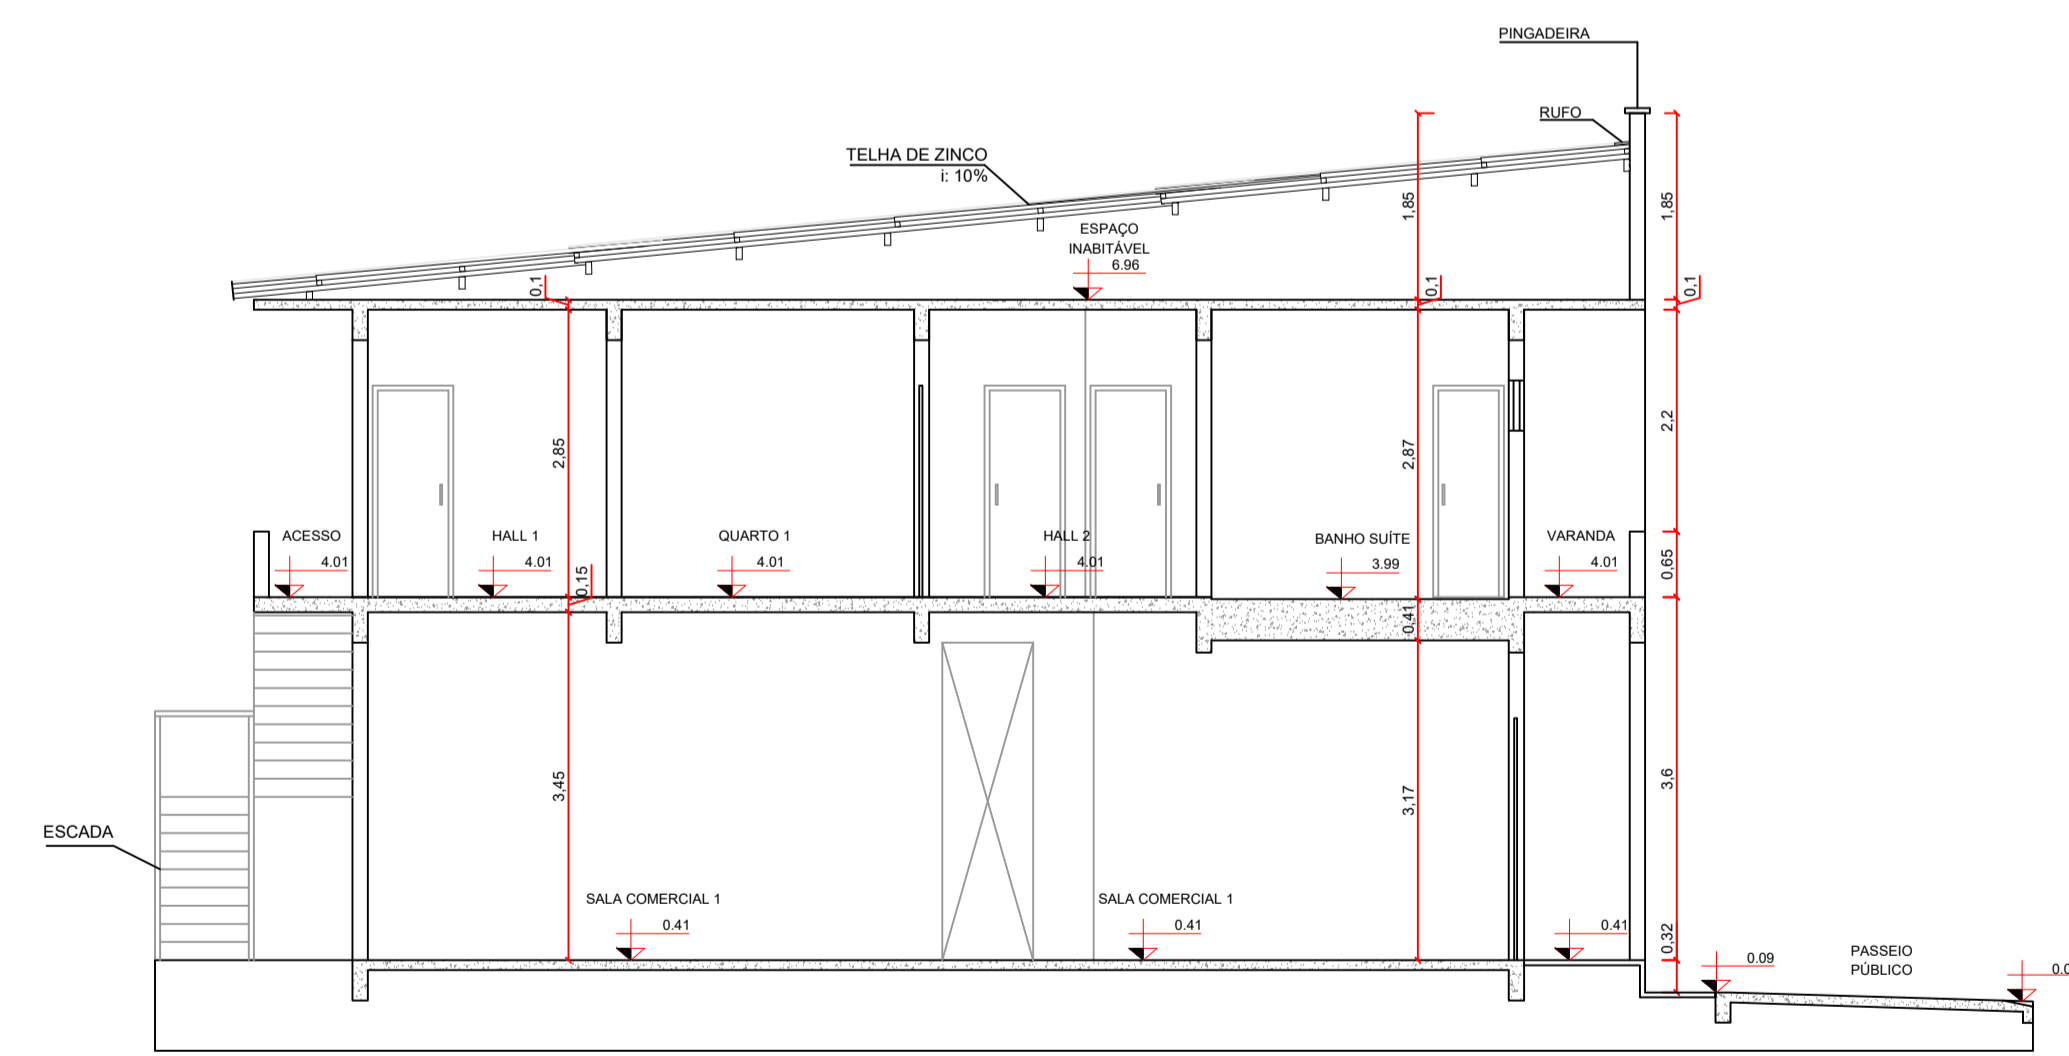 PINGADEIRA
RUFO
TELHA DE ZINCO
i: 10%
1,85
1,85
ESPAÇO
INABITÁVEL
6.96
0,1
0,1
0,1
2,85
2,87
2,2
ACESSO
4.01
HALL 1
4.01
QUARTO 1
4.01
HALL 2
4.01
BANHO SUÍTE
3.99
VARANDA
4.01
0,65
0,15
0,41
3,45
3,17
3,6
ESCADA
SALA COMERCIAL 1
0.41
SALA COMERCIAL 1
0.41
0.41
0,32
0.09
PASSEIO
PÚBLICO